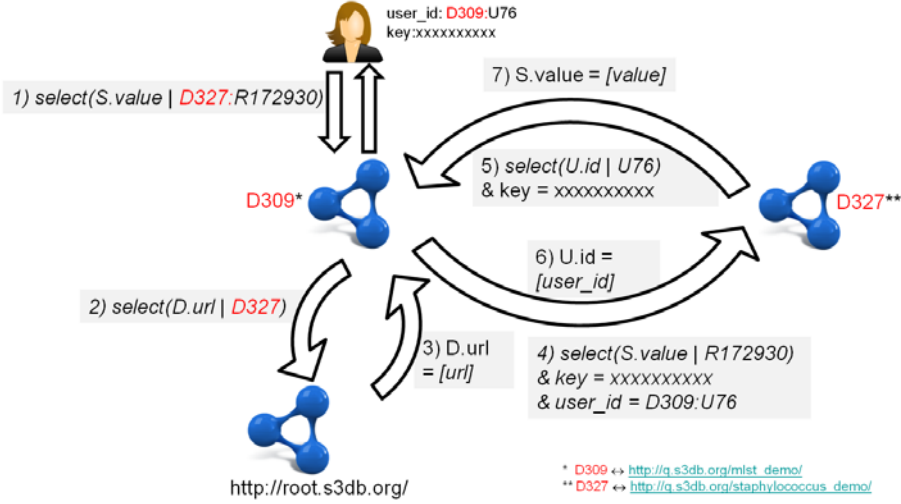 user_id: D309:U76
key:xxxxxxxxxx
1) select(S.value | D327:R172930)
7) S.value = [value]
5) select(U.id | U76)
& key = xxxxxxxxxx
D309*
D327**
6) U.id =
[user_id]
2) select(D.url | D327)
3) D.url
= [url]
4) select(S.value | R172930)
& key = xxxxxxxxxx
& user_id = D309:U76
http://root.s3db.org/
* D309 ↔ http://q.s3db.org/mlst_demo/
** D327 ↔ http://q.s3db.org/staphylococcus_demo/